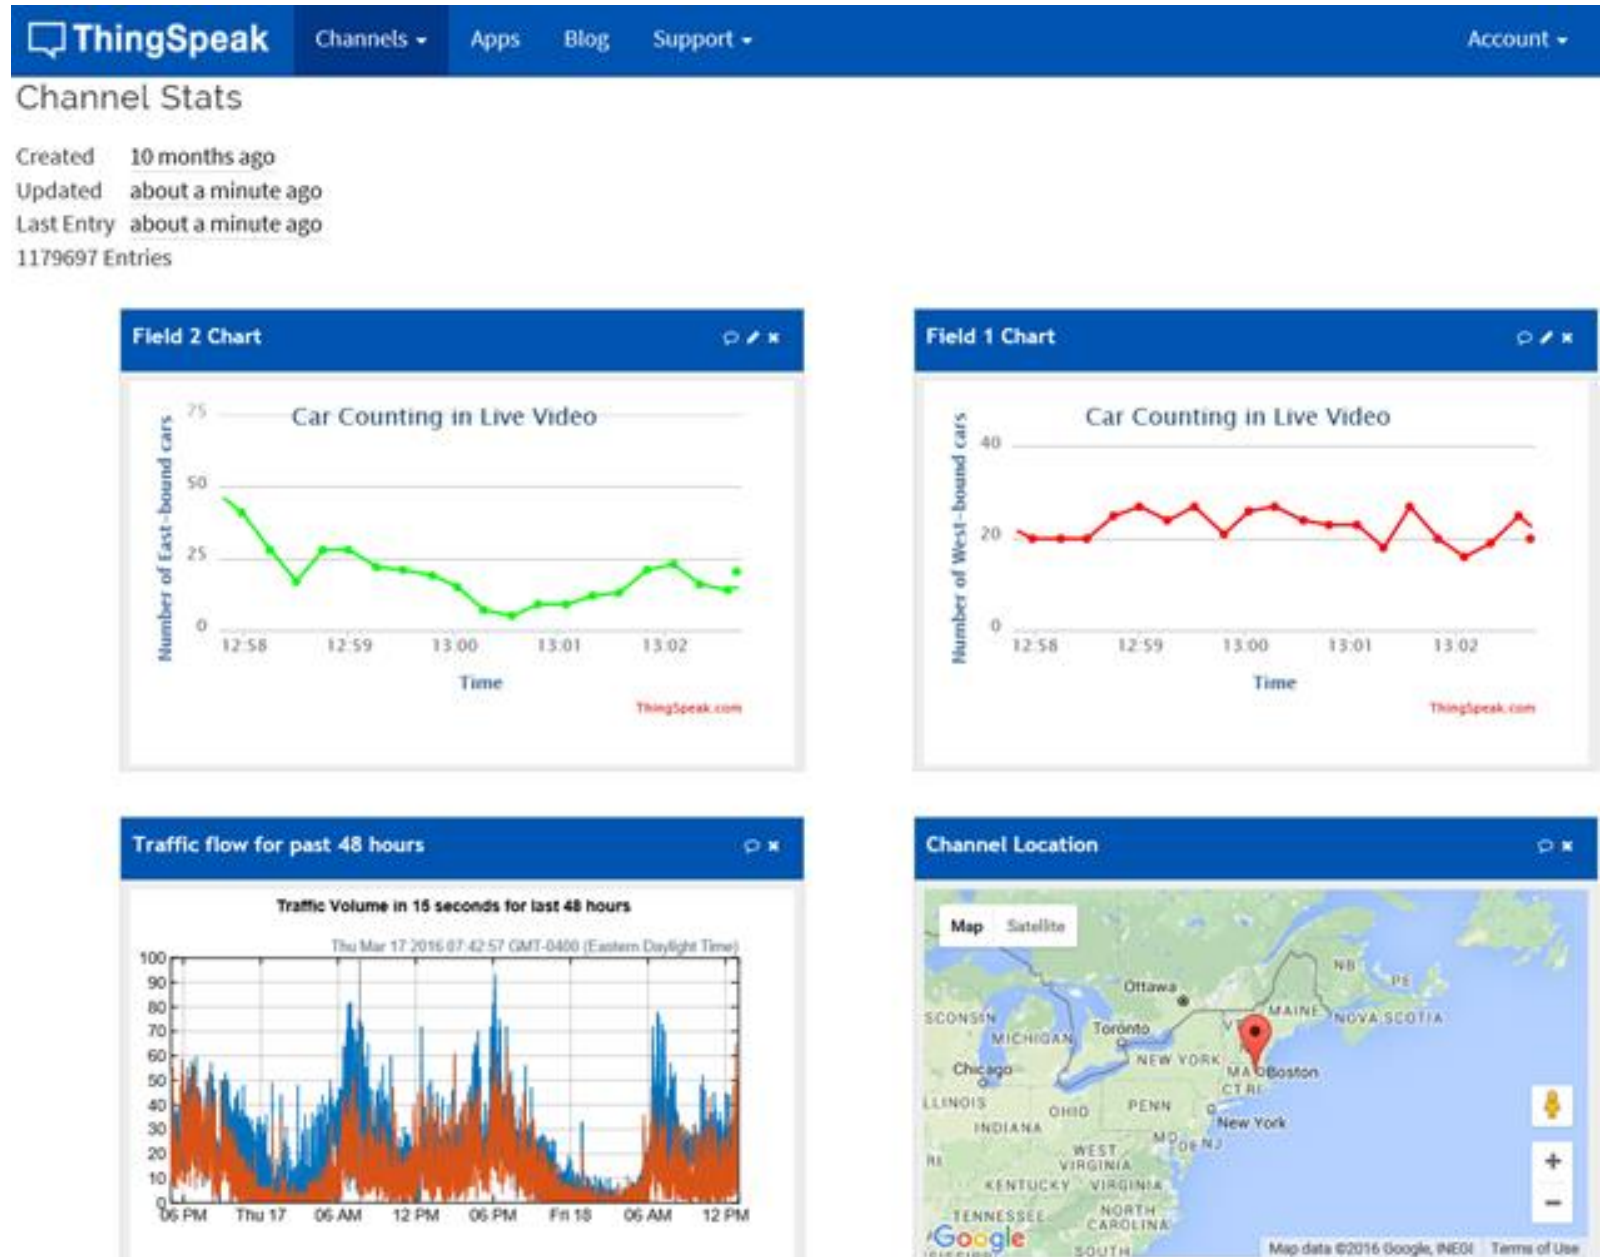 ThingSpeak Channels Apps Blog Support Account
Channel Stats
Created 10 months ago
Updated about a minute ago
Last Entry about a minute ago
1179697 Entries
Field 2 Chart
Car Counting in Live Video
Number of East-bound cars
75
50
25
0
12:58 12:59 13:00 13:01 13:02
Time
ThingSpeak.com
Field 1 Chart
Car Counting in Live Video
Number of West-bound cars
40
20
0
12:58 12:59 13:00 13:01 13:02
Time
ThingSpeak.com
Traffic flow for past 48 hours
Traffic Volume in 15 seconds for last 48 hours
Thu Mar 17 2016 07:42:57 GMT-0400 (Eastern Daylight Time)
100
90
80
70
60
50
40
30
20
10
0
06 PM Thu 17 06 AM 12 PM 06 PM Fri 18 06 AM 12 PM
Channel Location
Map Satellite
NB
PE
Ottawa
MAINE
NOVA SCOTIA
SCONSIN
MICHIGAN
Toronto
VT
NEW YORK
Chicago
MA
Boston
CT RI
LLINOIS
OHIO
PENN
New York
INDIANA
MD
DE NJ
WEST
VIRGINIA
KENTUCKY
VIRGINIA
TENNESSEE
NORTH
CAROLINA
Google
SOUTH
+
−
Map data ©2016 Google, INEGI Terms of Use